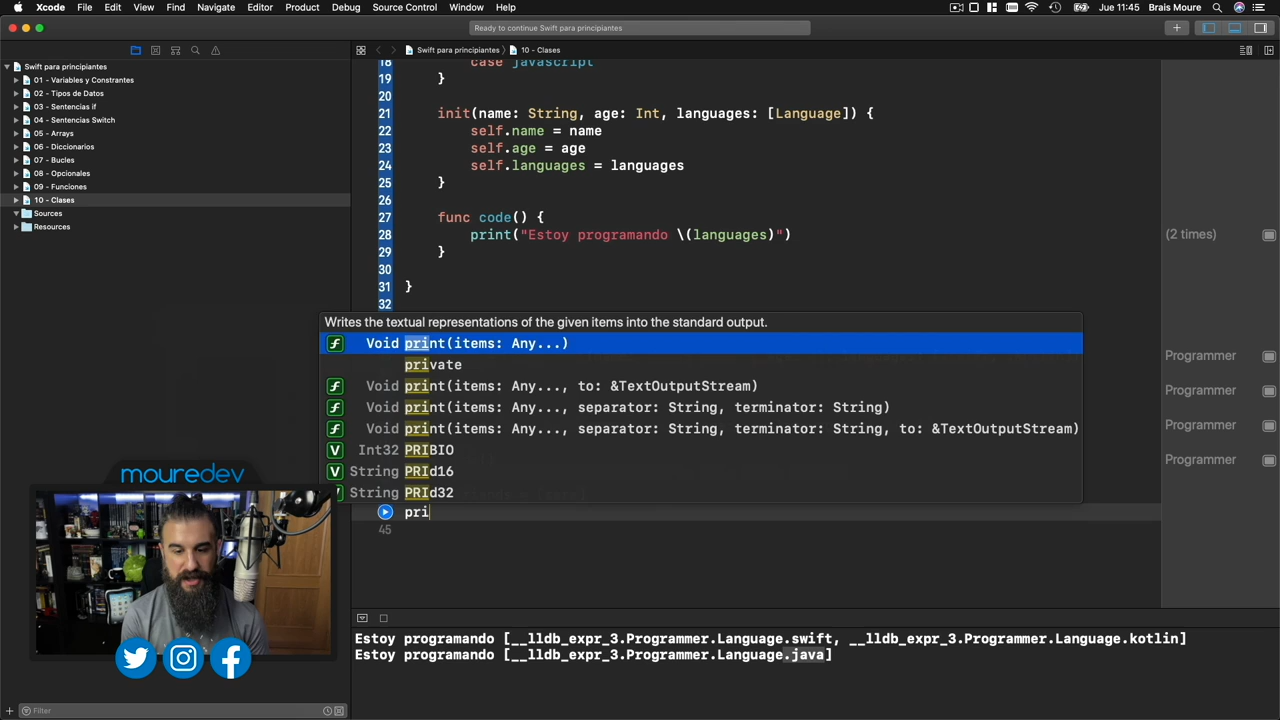 Xcode File Edit View Find Navigate Editor Product Debug Source Control Window Help
Jue 11:45 Brais Moure
Ready to continue Swift para principiantes
Swift para principiantes 10 - Clases
Swift para principiantes
01 - Variables y Constrantes
02 - Tipos de Datos
03 - Sentencias if
04 - Sentencias Switch
05 - Arrays
06 - Diccionarios
07 - Bucles
08 - Opcionales
09 - Funciones
10 - Clases
Sources
Resources
18 case javascript
19 }
20
21 init(name: String, age: Int, languages: [Language]) {
22 self.name = name
23 self.age = age
24 self.languages = languages
25 }
26
27 func code() {
28 print("Estoy programando \(languages)")
29 }
30
31 }
32
(2 times)
Programmer
Programmer
Programmer
Programmer
Writes the textual representations of the given items into the standard output.
f Void print(items: Any...)
private
f Void print(items: Any..., to: &TextOutputStream)
f Void print(items: Any..., separator: String, terminator: String)
f Void print(items: Any..., separator: String, terminator: String, to: &TextOutputStream)
V Int32 PRIBIO
V String PRId16
V String PRId32
pri
45
mouredev
Estoy programando [__lldb_expr_3.Programmer.Language.swift, __lldb_expr_3.Programmer.Language.kotlin]
Estoy programando [__lldb_expr_3.Programmer.Language.java]
Filter